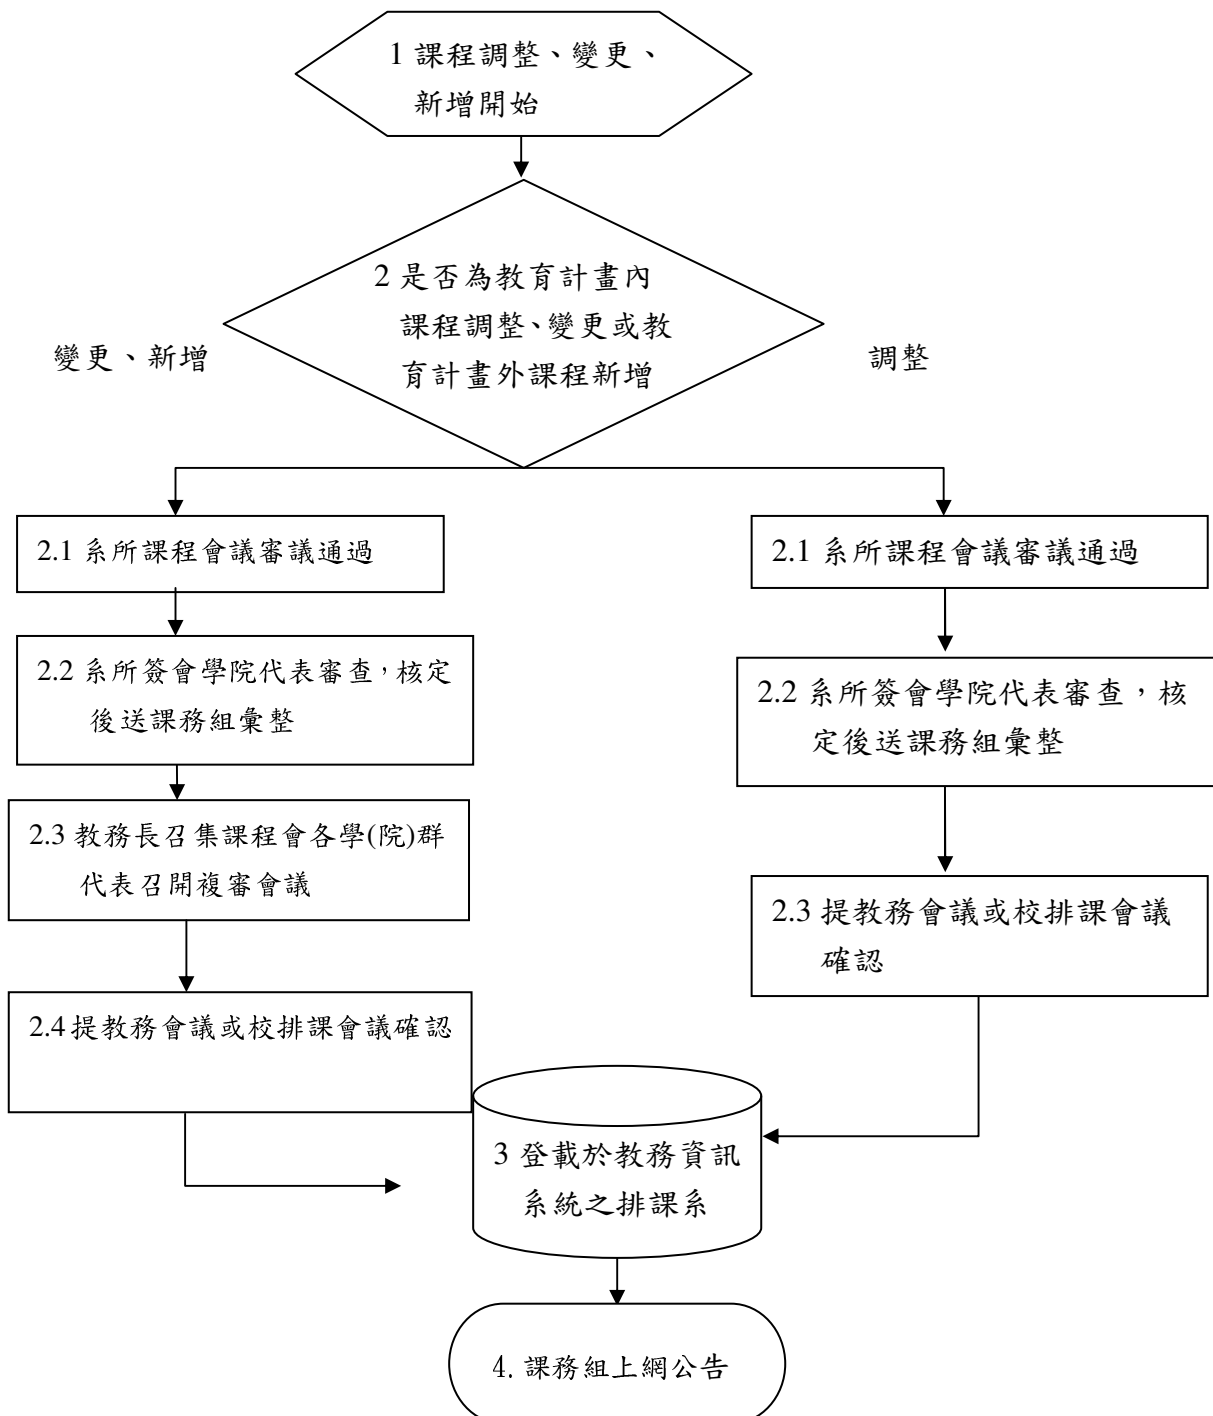 1 課程調整、變更、
新增開始
2 是否為教育計畫內
課程調整、變更或教
育計畫外課程新增
變更、新增
調整
2.1 系所課程會議審議通過
2.2 系所簽會學院代表審查，核定
後送課務組彙整
2.3 教務長召集課程會各學(院)群
代表召開複審會議
2.4 提教務會議或校排課會議確認
2.1 系所課程會議審議通過
2.2 系所簽會學院代表審查，核
定後送課務組彙整
2.3 提教務會議或校排課會議
確認
3 登載於教務資訊
系統之排課系
4. 課務組上網公告